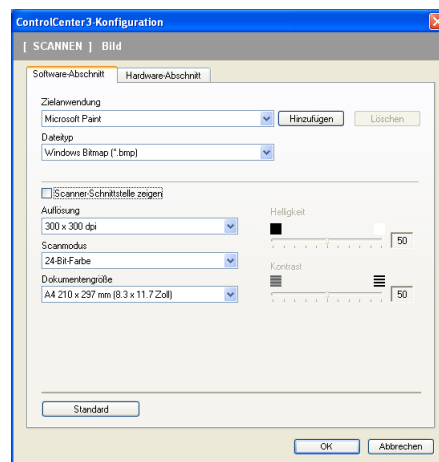 ControlCenter3-Konfiguration
[ SCANNEN ] Bild
Software-Abschnitt Hardware-Abschnitt
Zielanwendung
Microsoft Paint Hinzufügen Löschen
Dateityp
Windows Bitmap (*.bmp)
Scanner-Schnittstelle zeigen
Auflösung Helligkeit
300 x 300 dpi
50
Scanmodus
24-Bit-Farbe
Kontrast
Dokumentengröße
A4 210 x 297 mm (8.3 x 11.7 Zoll) 50
Standard
OK Abbrechen